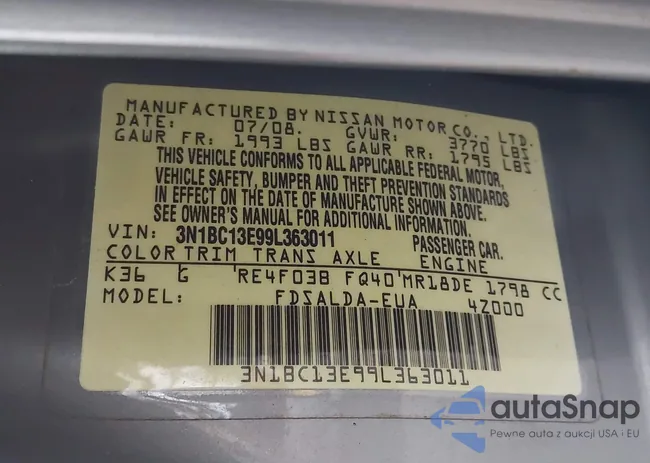 MANUFACTURED BY NISSAN MOTOR CO., LTD.
DATE: 07/08. GVWR: 3770 LBS
GAWR FR: 1993 LBS GAWR RR: 1795 LBS
THIS VEHICLE CONFORMS TO ALL APPLICABLE FEDERAL MOTOR
VEHICLE SAFETY, BUMPER AND THEFT PREVENTION STANDARDS
IN EFFECT ON THE DATE OF MANUFACTURE SHOWN ABOVE.
SEE OWNER'S MANUAL FOR ADDITIONAL INFORMATION.
VIN: 3N1BC13E99L363011 PASSENGER CAR.
COLOR TRIM TRANS AXLE ENGINE
K36 G RE4F03B FQ40 MR18DE 1798 CC
MODEL: FDSALDA-EUA 4Z000
3N1BC13E99L363011
autaSnap
Pewne auta z aukcji USA i EU